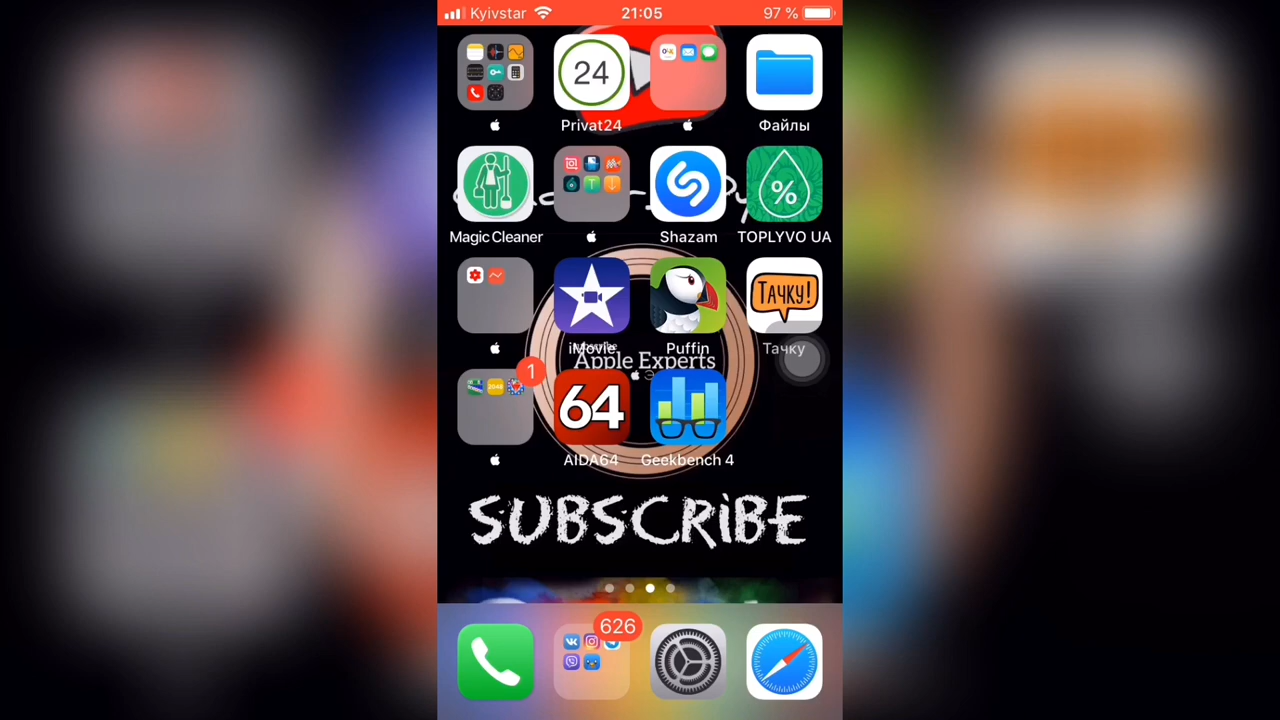 Kyivstar 21:05 97 %
24
Privat24 Файлы
%
Magic Cleaner Shazam TOPLYVO UA
ТАЧКУ!
iMovie Puffin Тачку
Apple Experts
1
64
AIDA64 Geekbench 4
SUBSCRIBE
626